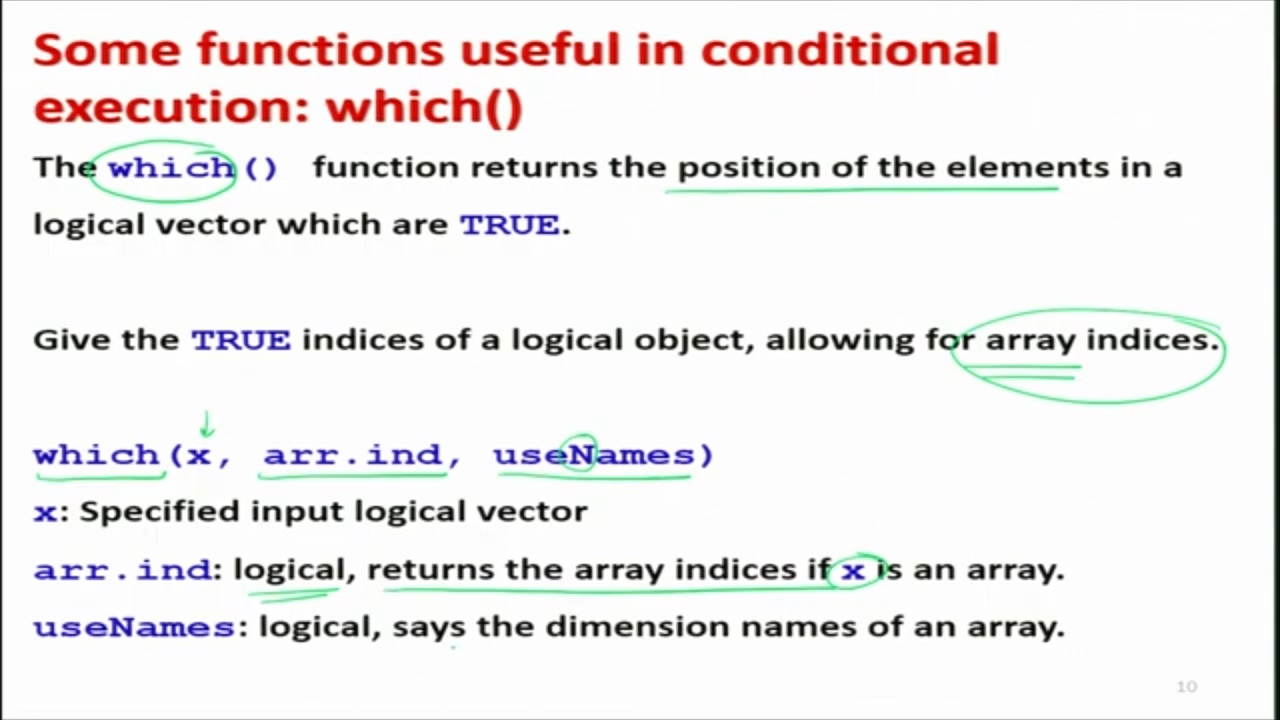 Some functions useful in conditional
execution: which()
The which() function returns the position of the elements in a
logical vector which are TRUE.
Give the TRUE indices of a logical object, allowing for array indices.
which(x, arr.ind, useNames)
x: Specified input logical vector
arr.ind: logical, returns the array indices if x is an array.
useNames: logical, says the dimension names of an array.
10